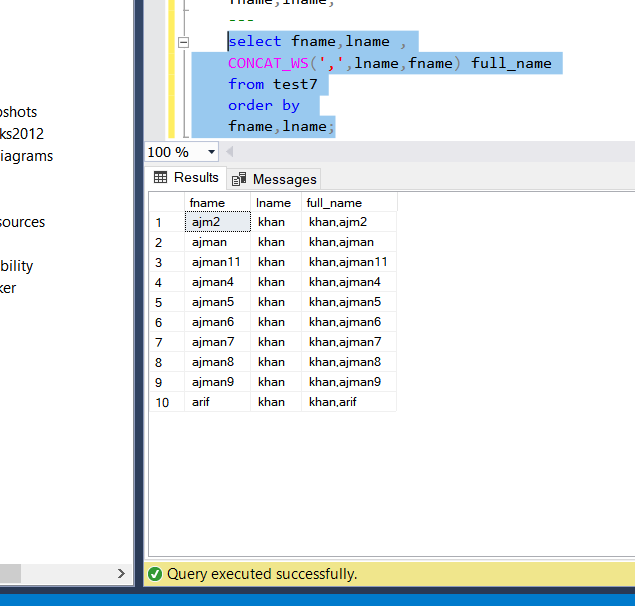 fname,lname;
---
select fname,lname ,
CONCAT_WS(',',lname,fname) full_name
from test7
order by
fname,lname;
pshots
ks2012
iagrams
sources
bility
ker
100 %
Results Messages
fname lname full_name
1 ajm2 khan khan,ajm2
2 ajman khan khan,ajman
3 ajman11 khan khan,ajman11
4 ajman4 khan khan,ajman4
5 ajman5 khan khan,ajman5
6 ajman6 khan khan,ajman6
7 ajman7 khan khan,ajman7
8 ajman8 khan khan,ajman8
9 ajman9 khan khan,ajman9
10 arif khan khan,arif
Query executed successfully.